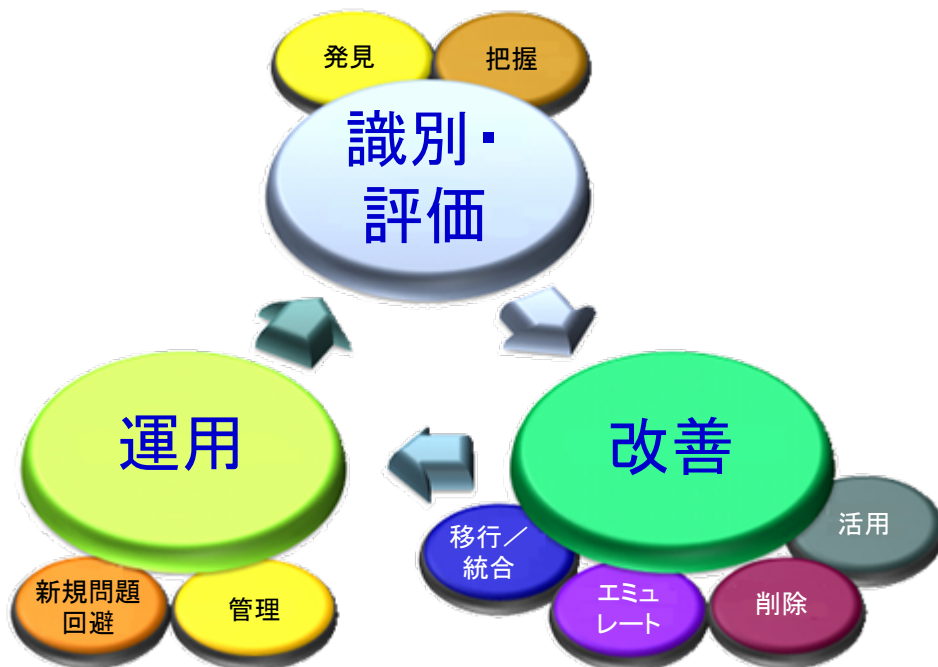 発見
把握
識別・
評価
運用
改善
新規問題
回避
管理
移行／
統合
エミュ
レート
削除
活用